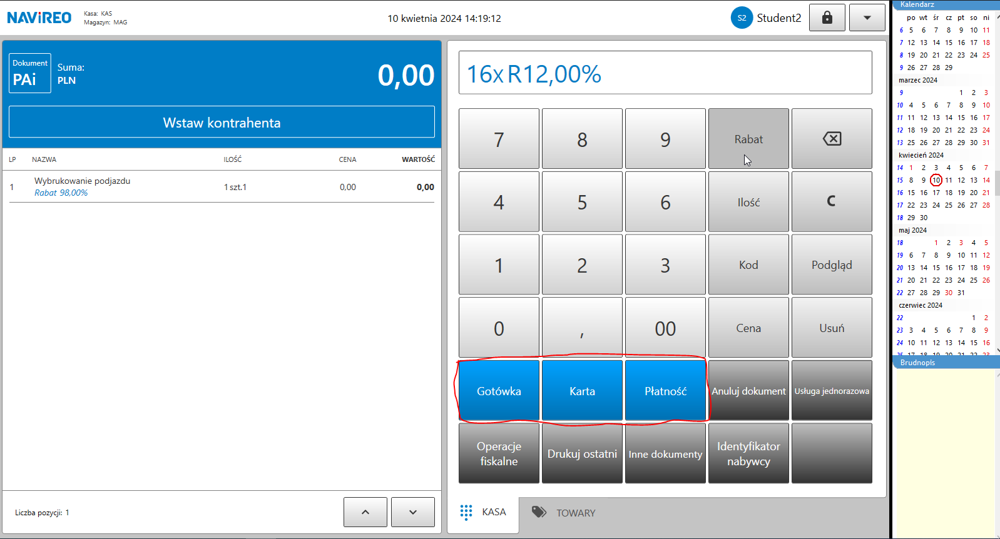 NAViREO
Kasa: KAS
Magazyn: MAG
10 kwietnia 2024 14:19:12
S2
Student2
Dokument
PAi
Suma:
PLN
0,00
Wstaw kontrahenta
LP NAZWA ILOŚĆ CENA WARTOŚĆ
1 Wybrukowanie podjazdu 1 szt.1 0,00 0,00
Rabat 98,00%
Liczba pozycji: 1
16x R12,00%
7 8 9 Rabat
4 5 6 Ilość C
1 2 3 Kod Podgląd
0 , 00 Cena Usuń
Gotówka Karta Płatność Anuluj dokument Usługa jednorazowa
Operacje fiskalne Drukuj ostatni Inne dokumenty Identyfikator nabywcy
KASA TOWARY
Kalendarz
po wt śr cz pt so ni
6 5 6 7 8 9 10 11
7 12 13 14 15 16 17 18
8 19 20 21 22 23 24 25
9 26 27 28 29
marzec 2024
9 1 2 3
10 4 5 6 7 8 9 10
11 11 12 13 14 15 16 17
12 18 19 20 21 22 23 24
13 25 26 27 28 29 30 31
kwiecień 2024
14 1 2 3 4 5 6 7
15 8 9 10 11 12 13 14
16 15 16 17 18 19 20 21
17 22 23 24 25 26 27 28
18 29 30
maj 2024
18 1 2 3 4 5
19 6 7 8 9 10 11 12
20 13 14 15 16 17 18 19
21 20 21 22 23 24 25 26
22 27 28 29 30 31
czerwiec 2024
22 1 2
23 3 4 5 6 7 8 9
24 10 11 12 13 14 15 16
25 17 18 19 20 21 22 23
Brudnopis